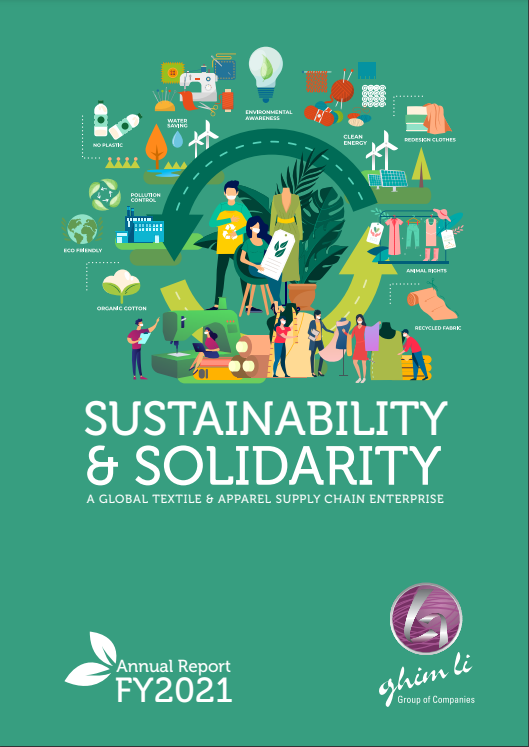 ENVIRONMENTAL
AWARENESS
WATER
SAVING
CLEAN
ENERGY
REDESIGN CLOTHES
NO PLASTIC
POLLUTION
CONTROL
ECO FRIENDLY
ANIMAL RIGHTS
ORGANIC COTTON
RECYCLED FABRIC
SUSTAINABILITY
& SOLIDARITY
A GLOBAL TEXTILE & APPAREL SUPPLY CHAIN ENTERPRISE
Annual Report
FY2021
ghim li
Group of Companies